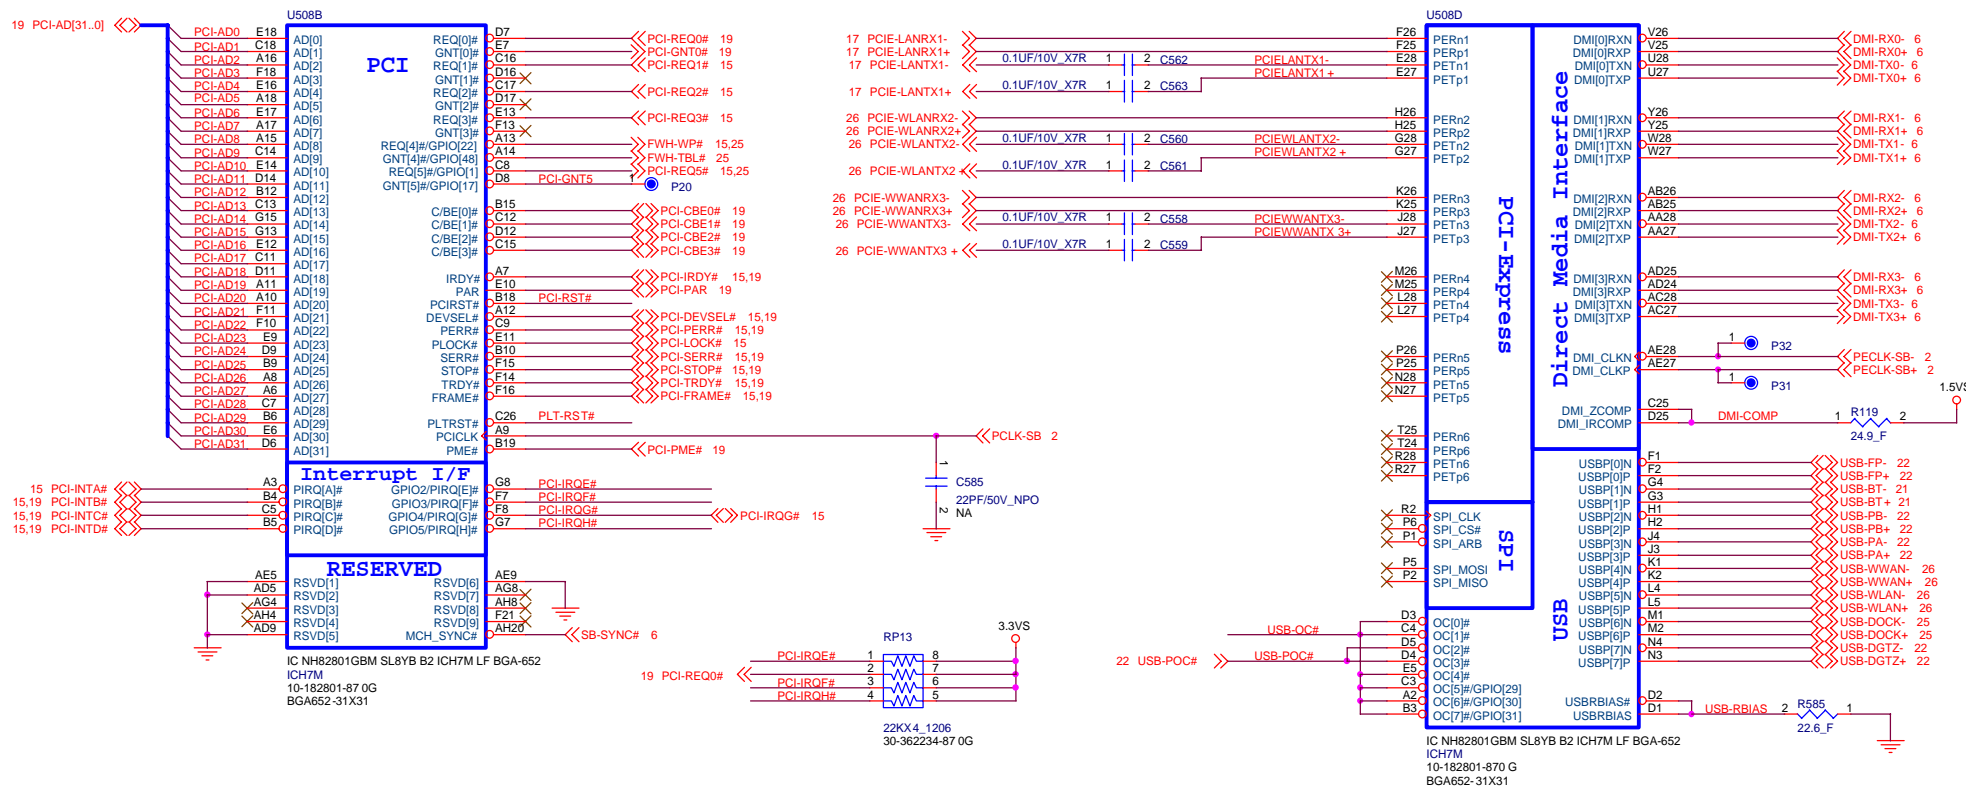 U508B
19 PCI-AD[31..0]
PCI
PCI-AD0 E18 AD[0] REQ[0]# D7 PCI-REQ0# 19
PCI-AD1 C18 AD[1] GNT[0]# E7 PCI-GNT0# 19
PCI-AD2 A16 AD[2] REQ[1]# C16 PCI-REQ1# 15
PCI-AD3 F18 AD[3] GNT[1]# D16
PCI-AD4 E16 AD[4] REQ[2]# C17 PCI-REQ2# 15
PCI-AD5 A18 AD[5] GNT[2]# D17
PCI-AD6 E17 AD[6] REQ[3]# E13 PCI-REQ3# 15
PCI-AD7 A17 AD[7] GNT[3]# F13
PCI-AD8 A15 AD[8] REQ[4]#/GPIO[22] A13 FWH-WP# 15,25
PCI-AD9 C14 AD[9] GNT[4]#/GPIO[48] A14 FWH-TBL# 25
PCI-AD10 E14 AD[10] REQ[5]#/GPIO[1] C8 PCI-REQ5# 15,25
PCI-AD11 D14 AD[11] GNT[5]#/GPIO[17] D8 PCI-GNT5 1 P20
PCI-AD12 B12 AD[12]
PCI-AD13 C13 AD[13] C/BE[0]# B15 PCI-CBE0# 19
PCI-AD14 G15 AD[14] C/BE[1]# C12 PCI-CBE1# 19
PCI-AD15 G13 AD[15] C/BE[2]# D12 PCI-CBE2# 19
PCI-AD16 E12 AD[16] C/BE[3]# C15 PCI-CBE3# 19
PCI-AD17 C11 AD[17]
PCI-AD18 D11 AD[18] IRDY# A7 PCI-IRDY# 15,19
PCI-AD19 A11 AD[19] PAR E10 PCI-PAR 19
PCI-AD20 A10 AD[20] PCIRST# B18 PCI-RST#
PCI-AD21 F11 AD[21] DEVSEL# A12 PCI-DEVSEL# 15,19
PCI-AD22 F10 AD[22] PERR# C9 PCI-PERR# 15,19
PCI-AD23 E9 AD[23] PLOCK# E11 PCI-LOCK# 15
PCI-AD24 D9 AD[24] SERR# B10 PCI-SERR# 15,19
PCI-AD25 B9 AD[25] STOP# F15 PCI-STOP# 15,19
PCI-AD26 A8 AD[26] TRDY# F14 PCI-TRDY# 15,19
PCI-AD27 A6 AD[27] FRAME# F16 PCI-FRAME# 15,19
PCI-AD28 C7 AD[28]
PCI-AD29 B6 AD[29] PLTRST# C26 PLT-RST#
PCI-AD30 E6 AD[30] PCICLK A9 PCLK-SB 2
PCI-AD31 D6 AD[31] PME# B19 PCI-PME# 19
Interrupt I/F
15 PCI-INTA# A3 PIRQ[A]# GPIO2/PIRQ[E]# G8 PCI-IRQE#
15,19 PCI-INTB# B4 PIRQ[B]# GPIO3/PIRQ[F]# F7 PCI-IRQF#
15,19 PCI-INTC# C5 PIRQ[C]# GPIO4/PIRQ[G]# F8 PCI-IRQG# PCI-IRQG# 15
15,19 PCI-INTD# B5 PIRQ[D]# GPIO5/PIRQ[H]# G7 PCI-IRQH#
RESERVED
AE5 RSVD[1] RSVD[6] AE9
AD5 RSVD[2] RSVD[7] AG8
AG4 RSVD[3] RSVD[8] AH8
AH4 RSVD[4] RSVD[9] F21
AD9 RSVD[5] MCH_SYNC# AH20 SB-SYNC# 6
IC NH82801GBM SL8YB B2 ICH7M LF BGA-652
ICH7M
10-182801-87 0G
BGA652-31X31
1
C585
22PF/50V_NPO
2 NA
RP13
3.3VS
PCI-IRQE# 1 8
19 PCI-REQ0# 2 7
PCI-IRQF# 3 6
PCI-IRQH# 4 5
22KX4_1206
30-362234-87 0G
U508D
PCI-Express
Direct Media Interface
17 PCIE-LANRX1- F26 PERn1
17 PCIE-LANRX1+ F25 PERp1
17 PCIE-LANTX1- 0.1UF/10V_X7R 1 2 C562 PCIELANTX1- E28 PETn1
17 PCIE-LANTX1+ 0.1UF/10V_X7R 1 2 C563 PCIELANTX1 + E27 PETp1
26 PCIE-WLANRX2- H26 PERn2
26 PCIE-WLANRX2+ H25 PERp2
26 PCIE-WLANTX2- 0.1UF/10V_X7R 1 2 C560 PCIEWLANTX2- G28 PETn2
26 PCIE-WLANTX2 + 0.1UF/10V_X7R 1 2 C561 PCIEWLANTX2 + G27 PETp2
26 PCIE-WWANRX3- K26 PERn3
26 PCIE-WWANRX3+ K25 PERp3
26 PCIE-WWANTX3- 0.1UF/10V_X7R 1 2 C558 PCIEWWANTX3- J28 PETn3
26 PCIE-WWANTX3 + 0.1UF/10V_X7R 1 2 C559 PCIEWWANTX 3+ J27 PETp3
M26 PERn4
M25 PERp4
L28 PETn4
L27 PETp4
P26 PERn5
P25 PERp5
N28 PETn5
N27 PETp5
T25 PERn6
T24 PERp6
R28 PETn6
R27 PETp6
DMI[0]RXN V26 DMI-RX0- 6
DMI[0]RXP V25 DMI-RX0+ 6
DMI[0]TXN U28 DMI-TX0- 6
DMI[0]TXP U27 DMI-TX0+ 6
DMI[1]RXN Y26 DMI-RX1- 6
DMI[1]RXP Y25 DMI-RX1+ 6
DMI[1]TXN W28 DMI-TX1- 6
DMI[1]TXP W27 DMI-TX1+ 6
DMI[2]RXN AB26 DMI-RX2- 6
DMI[2]RXP AB25 DMI-RX2+ 6
DMI[2]TXN AA28 DMI-TX2- 6
DMI[2]TXP AA27 DMI-TX2+ 6
DMI[3]RXN AD25 DMI-RX3- 6
DMI[3]RXP AD24 DMI-RX3+ 6
DMI[3]TXN AC28 DMI-TX3- 6
DMI[3]TXP AC27 DMI-TX3+ 6
1 P32
DMI_CLKN AE28 PECLK-SB- 2
DMI_CLKP AE27 PECLK-SB+ 2
1 P31
1.5VS
DMI_ZCOMP C25
DMI_IRCOMP D25 DMI-COMP 1 R119 2
24.9_F
SPI
R2 SPI_CLK
P6 SPI_CS#
P1 SPI_ARB
P5 SPI_MOSI
P2 SPI_MISO
USB
USBP[0]N F1 USB-FP- 22
USBP[0]P F2 USB-FP+ 22
USBP[1]N G4 USB-BT- 21
USBP[1]P G3 USB-BT+ 21
USBP[2]N H1 USB-PB- 22
USBP[2]P H2 USB-PB+ 22
USBP[3]N J4 USB-PA- 22
USBP[3]P J3 USB-PA+ 22
USBP[4]N K1 USB-WWAN- 26
USBP[4]P K2 USB-WWAN+ 26
USBP[5]N L4 USB-WLAN- 26
USBP[5]P L5 USB-WLAN+ 26
USBP[6]N M1 USB-DOCK- 25
USBP[6]P M2 USB-DOCK+ 25
USBP[7]N N4 USB-DGTZ- 22
USBP[7]P N3 USB-DGTZ+ 22
D3 OC[0]#
USB-OC# C4 OC[1]#
D5 OC[2]#
22 USB-POC# USB-POC# D4 OC[3]#
E5 OC[4]#
C3 OC[5]#/GPIO[29]
A2 OC[6]#/GPIO[30]
B3 OC[7]#/GPIO[31]
USBRBIAS# D2
USBRBIAS D1 USB-RBIAS 2 R585 1
22.6_F
IC NH82801GBM SL8YB B2 ICH7M LF BGA-652
ICH7M
10-182801-870 G
BGA652-31X31